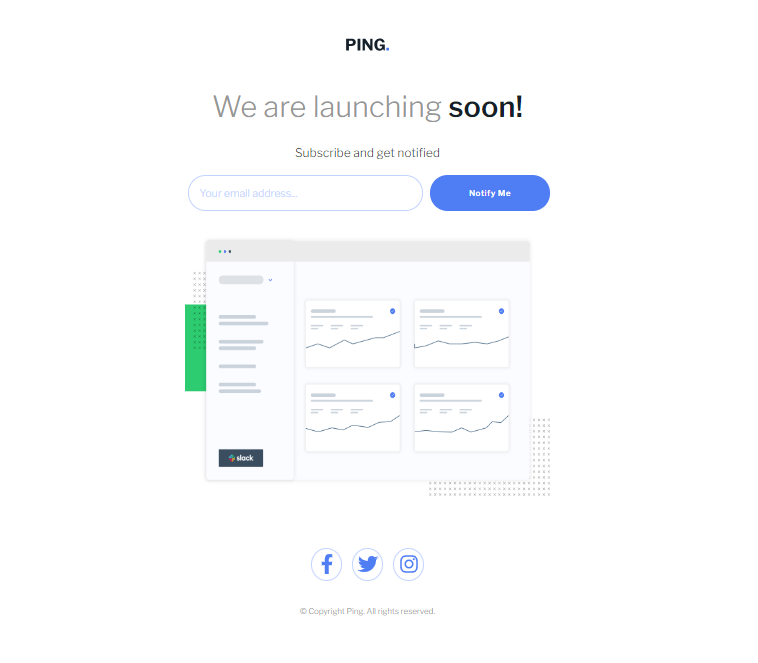 PING.
We are launching soon!
Subscribe and get notified
Your email address...
Notify Me
slack
© Copyright Ping. All rights reserved.